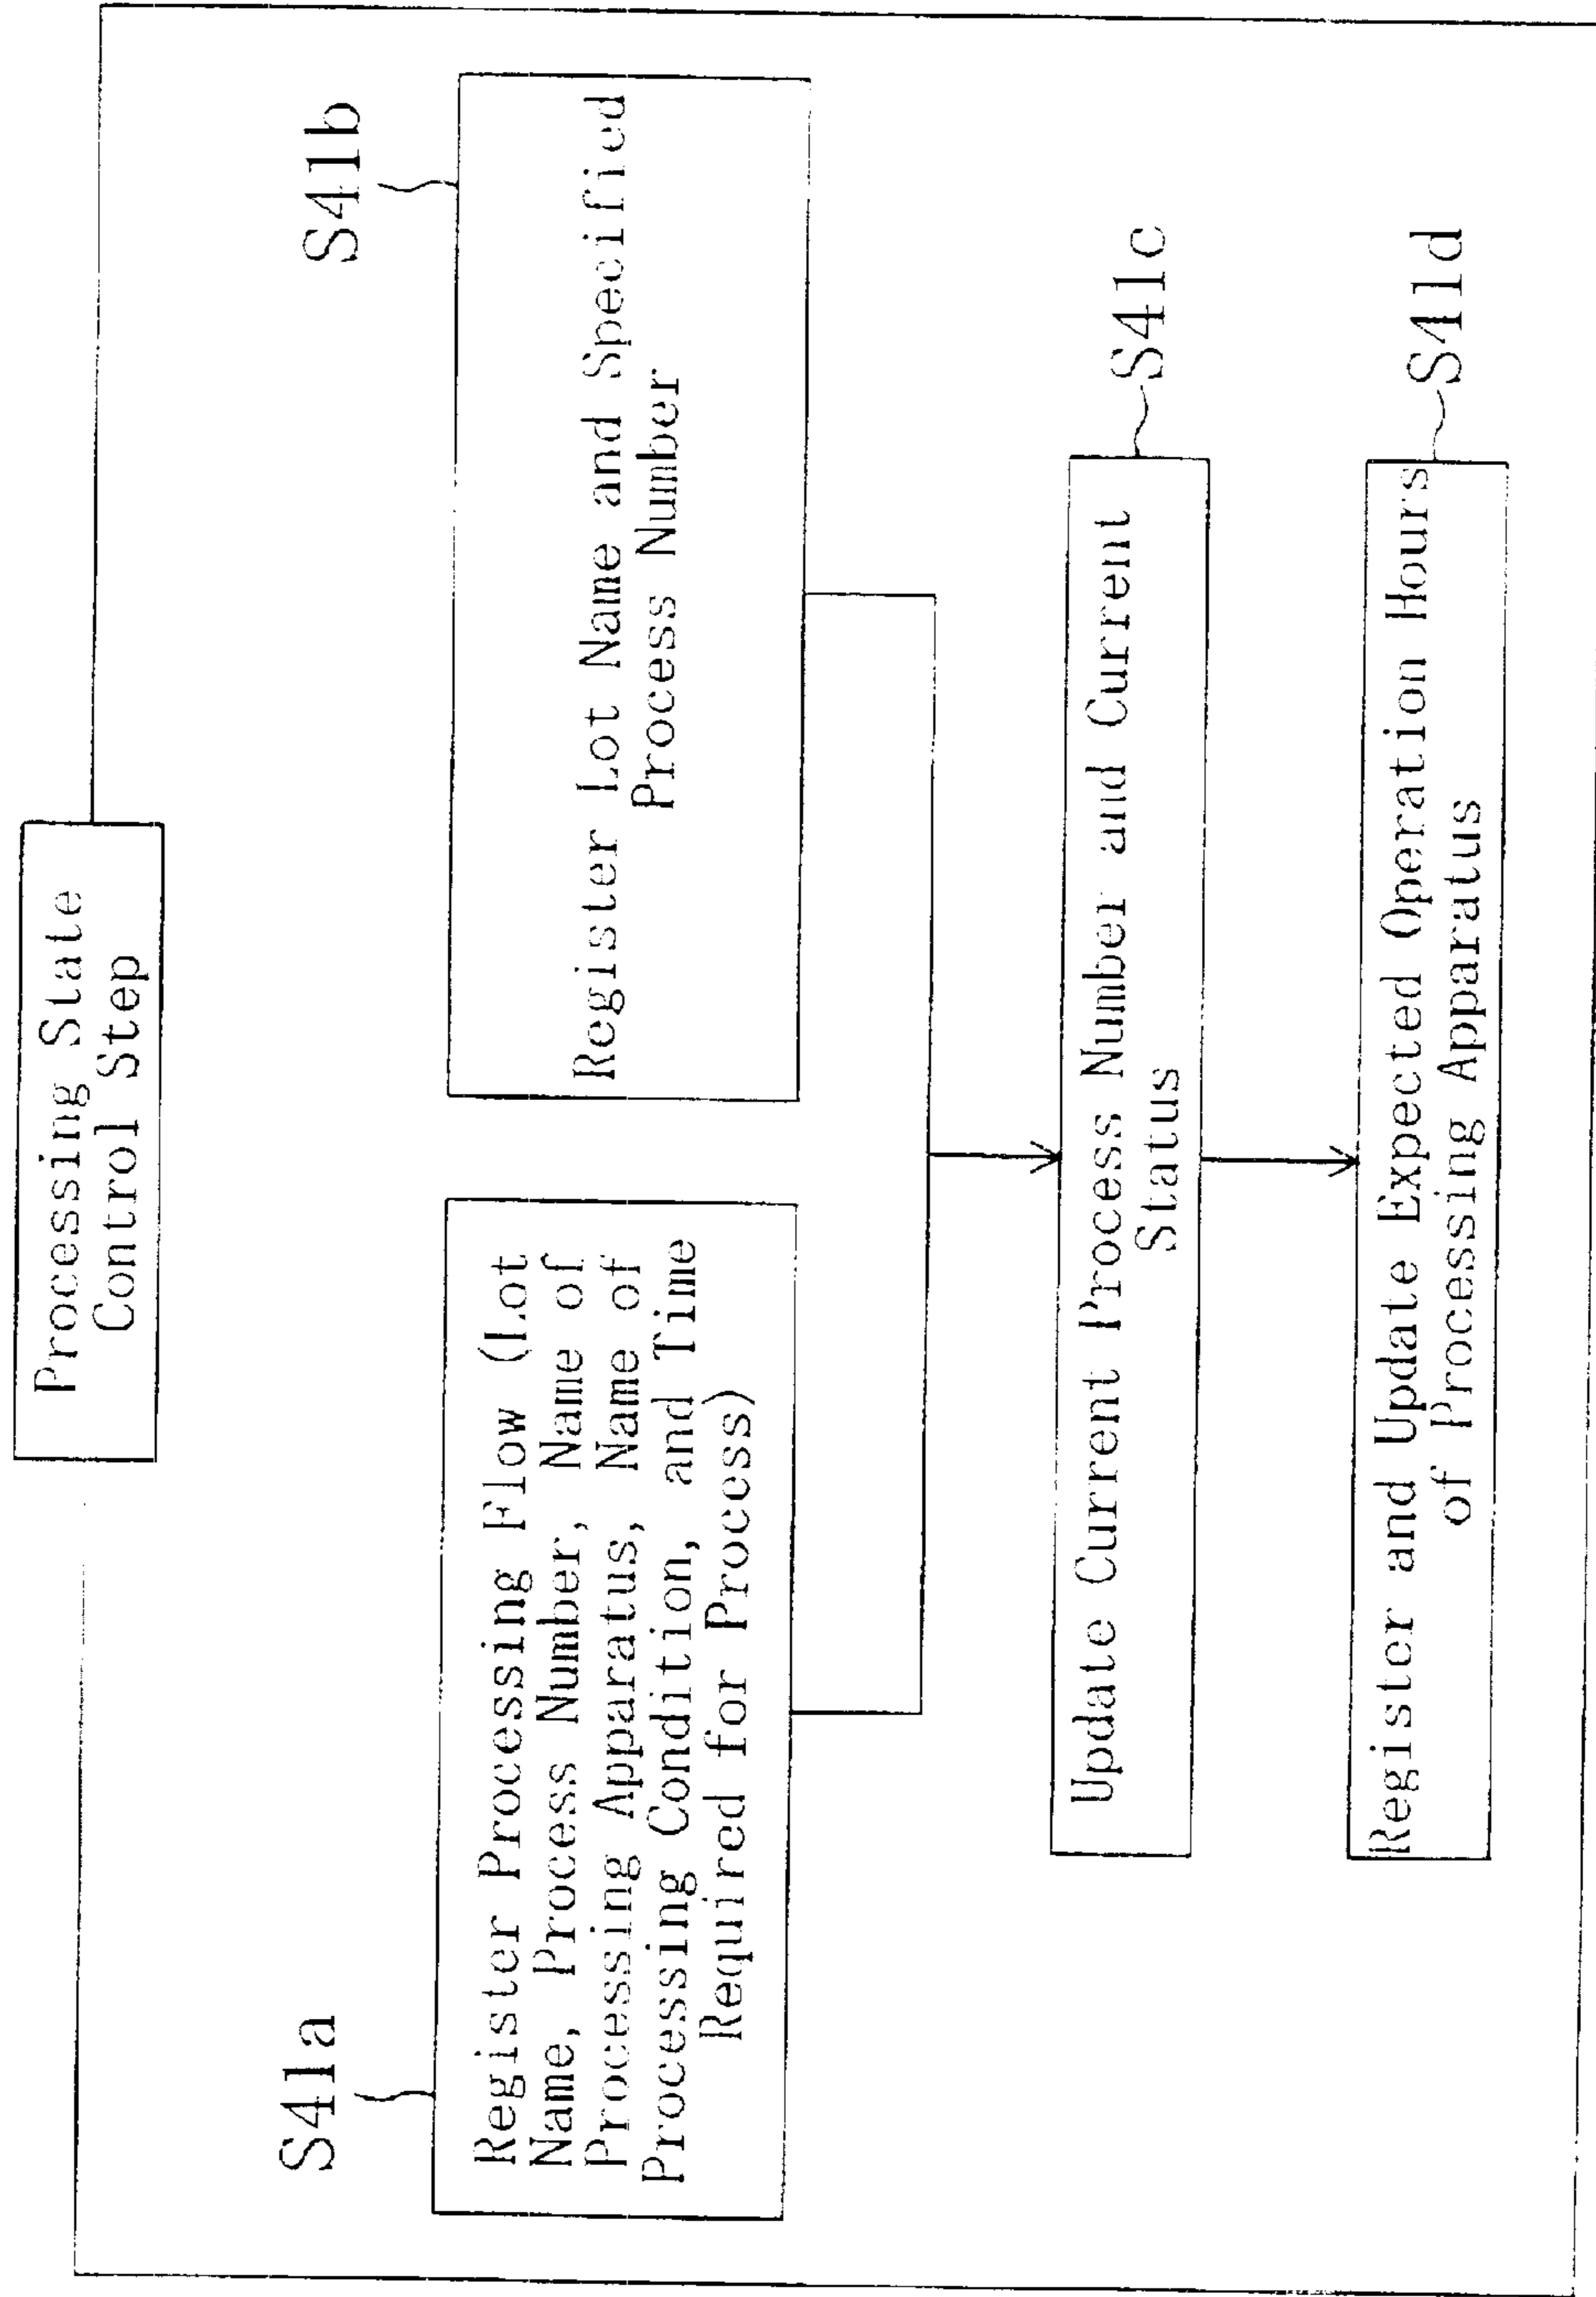 Processing State
Control Step
S41a
Register Processing Flow (Lot
Name, Process Number, Name of
Processing Apparatus, Name of
Processing Condition, and Time
Required for Process)
S41b
Register Lot Name and Specified
Process Number
Update Current Process Number and Current
Status
S41c
Register and Update Expected Operation Hours
of Processing Apparatus
S41d